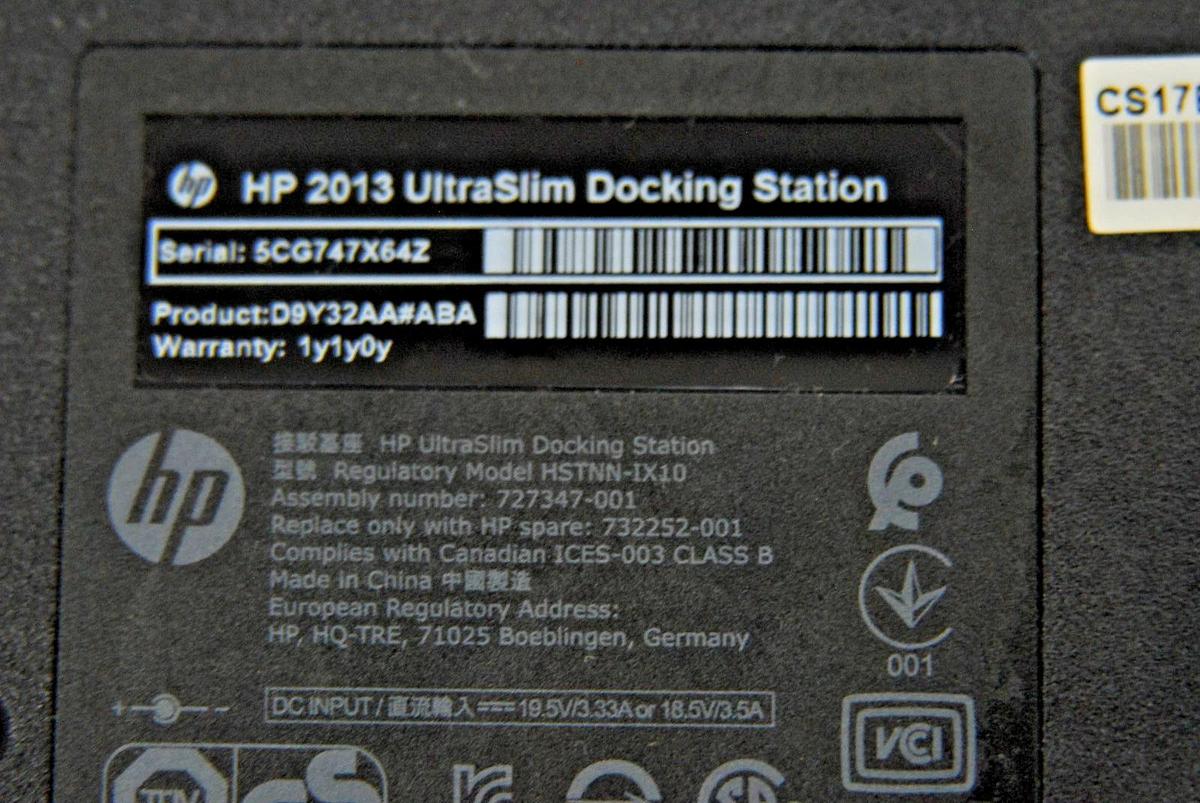 CS17
hp HP 2013 UltraSlim Docking Station
Serial: 5CG747X64Z
Product:D9Y32AA#ABA
Warranty: 1y1y0y
hp
接駁基座 HP UltraSlim Docking Station
型號 Regulatory Model HSTNN-IX10
Assembly number: 727347-001
Replace only with HP spare: 732252-001
Complies with Canadian ICES-003 CLASS B
Made in China 中國製造
European Regulatory Address:
HP, HQ-TRE, 71025 Boeblingen, Germany
001
DC INPUT / 直流輸入 ⎓ 19.5V/3.33A or 18.5V/3.5A
VCI